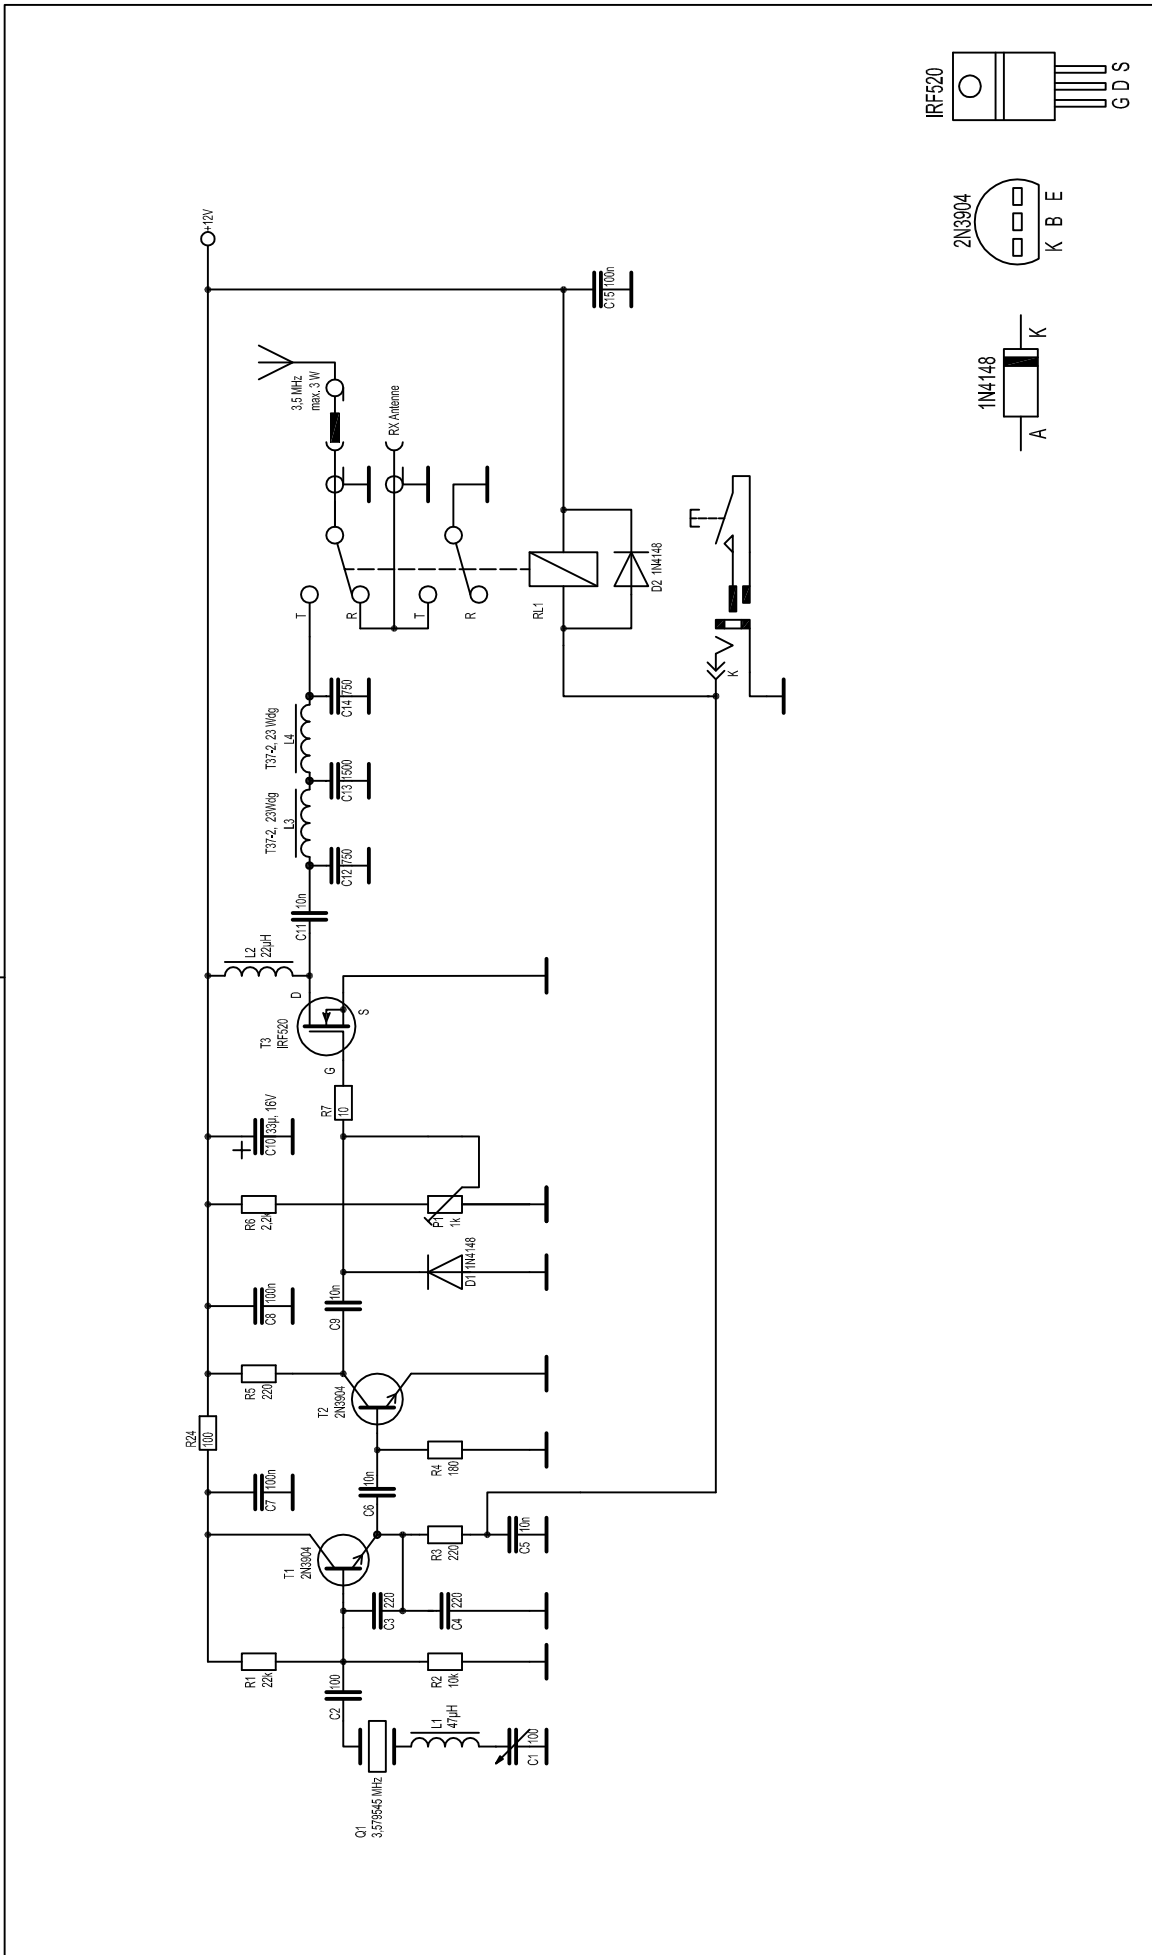 Q1
3,579545 MHz
C2
100
L1
47µH
C1
100
R1
22k
R2
10k
C3
220
C4
220
T1
2N3904
R3
220
C5
10n
C7
100n
C6
10n
R4
180
R24
100
T2
2N3904
R5
220
C8
100n
C9
10n
D1
1N4148
R6
2,2k
P1
1k
C10
33µ, 16V
R7
10
G
T3
IRF520
D
S
L2
22µH
C11
10n
C12
750
T37-2, 23Wdg
L3
C13
1500
T37-2, 23 Wdg
L4
C14
750
K
T
R
T
R
RL1
D2
1N4148
3,5 MHz
max. 3 W
RX Antenne
C15
100n
+12V
1N4148
A
K
2N3904
K B E
IRF520
G D S